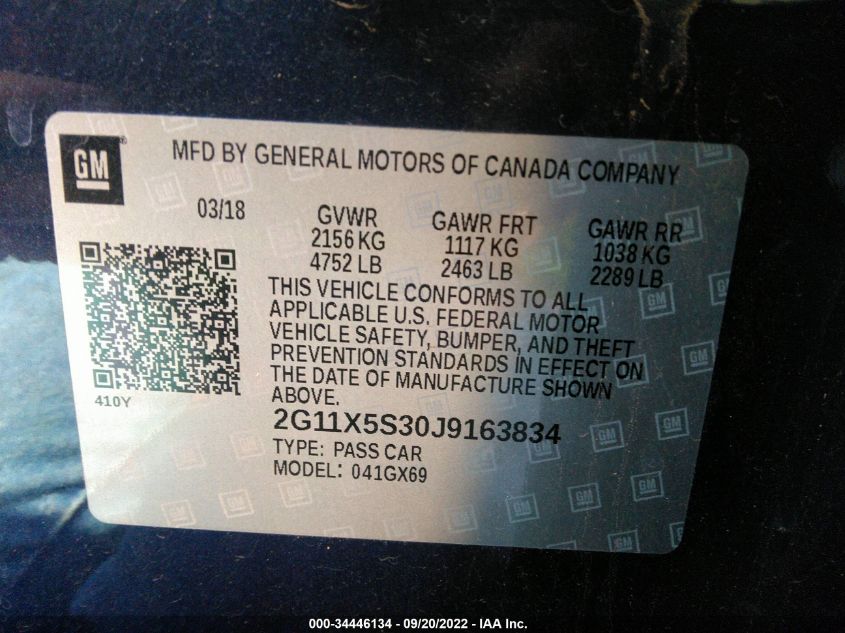 GM
MFD BY GENERAL MOTORS OF CANADA COMPANY
03/18
GVWR
2156 KG
4752 LB
GAWR FRT
1117 KG
2463 LB
GAWR RR
1038 KG
2289 LB
THIS VEHICLE CONFORMS TO ALL
APPLICABLE U.S. FEDERAL MOTOR
VEHICLE SAFETY, BUMPER, AND THEFT
PREVENTION STANDARDS IN EFFECT ON
THE DATE OF MANUFACTURE SHOWN
ABOVE.
410Y
2G11X5S30J9163834
TYPE: PASS CAR
MODEL: 041GX69
000-34446134 - 09/20/2022 - IAA Inc.